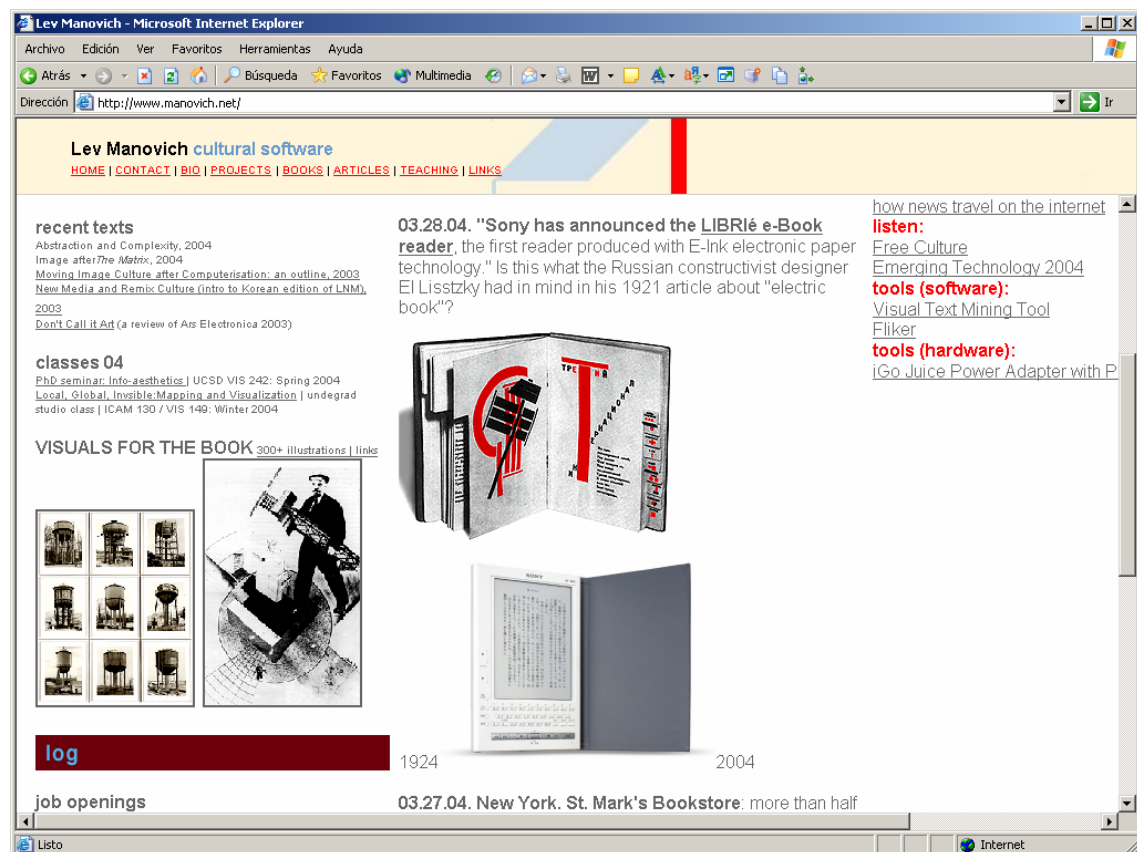 Lev Manovich - Microsoft Internet Explorer
Archivo Edición Ver Favoritos Herramientas Ayuda
Atrás Búsqueda Favoritos Multimedia
Dirección http://www.manovich.net/ Ir
Lev Manovich cultural software
HOME | CONTACT | BIO | PROJECTS | BOOKS | ARTICLES | TEACHING | LINKS
recent texts
Abstraction and Complexity, 2004
Image afterThe Matrix, 2004
Moving Image Culture after Computerisation: an outline, 2003
New Media and Remix Culture (intro to Korean edition of LNM),
2003
Don't Call it Art (a review of Ars Electronica 2003)
classes 04
PhD seminar: Info-aesthetics | UCSD VIS 242: Spring 2004
Local, Global, Invsible:Mapping and Visualization | undegrad
studio class | ICAM 130 / VIS 149: Winter 2004
VISUALS FOR THE BOOK 300+ illustrations | links
log
job openings
03.28.04. "Sony has announced the LIBRIé e-Book
reader, the first reader produced with E-Ink electronic paper
technology." Is this what the Russian constructivist designer
El Lisstzky had in mind in his 1921 article about "electric
book"?
ТРЕТИЙ
ИНТЕРНАЦИОНАЛ
SONY
1924 2004
03.27.04. New York. St. Mark's Bookstore: more than half
how news travel on the internet
listen:
Free Culture
Emerging Technology 2004
tools (software):
Visual Text Mining Tool
Fliker
tools (hardware):
iGo Juice Power Adapter with P
Listo Internet